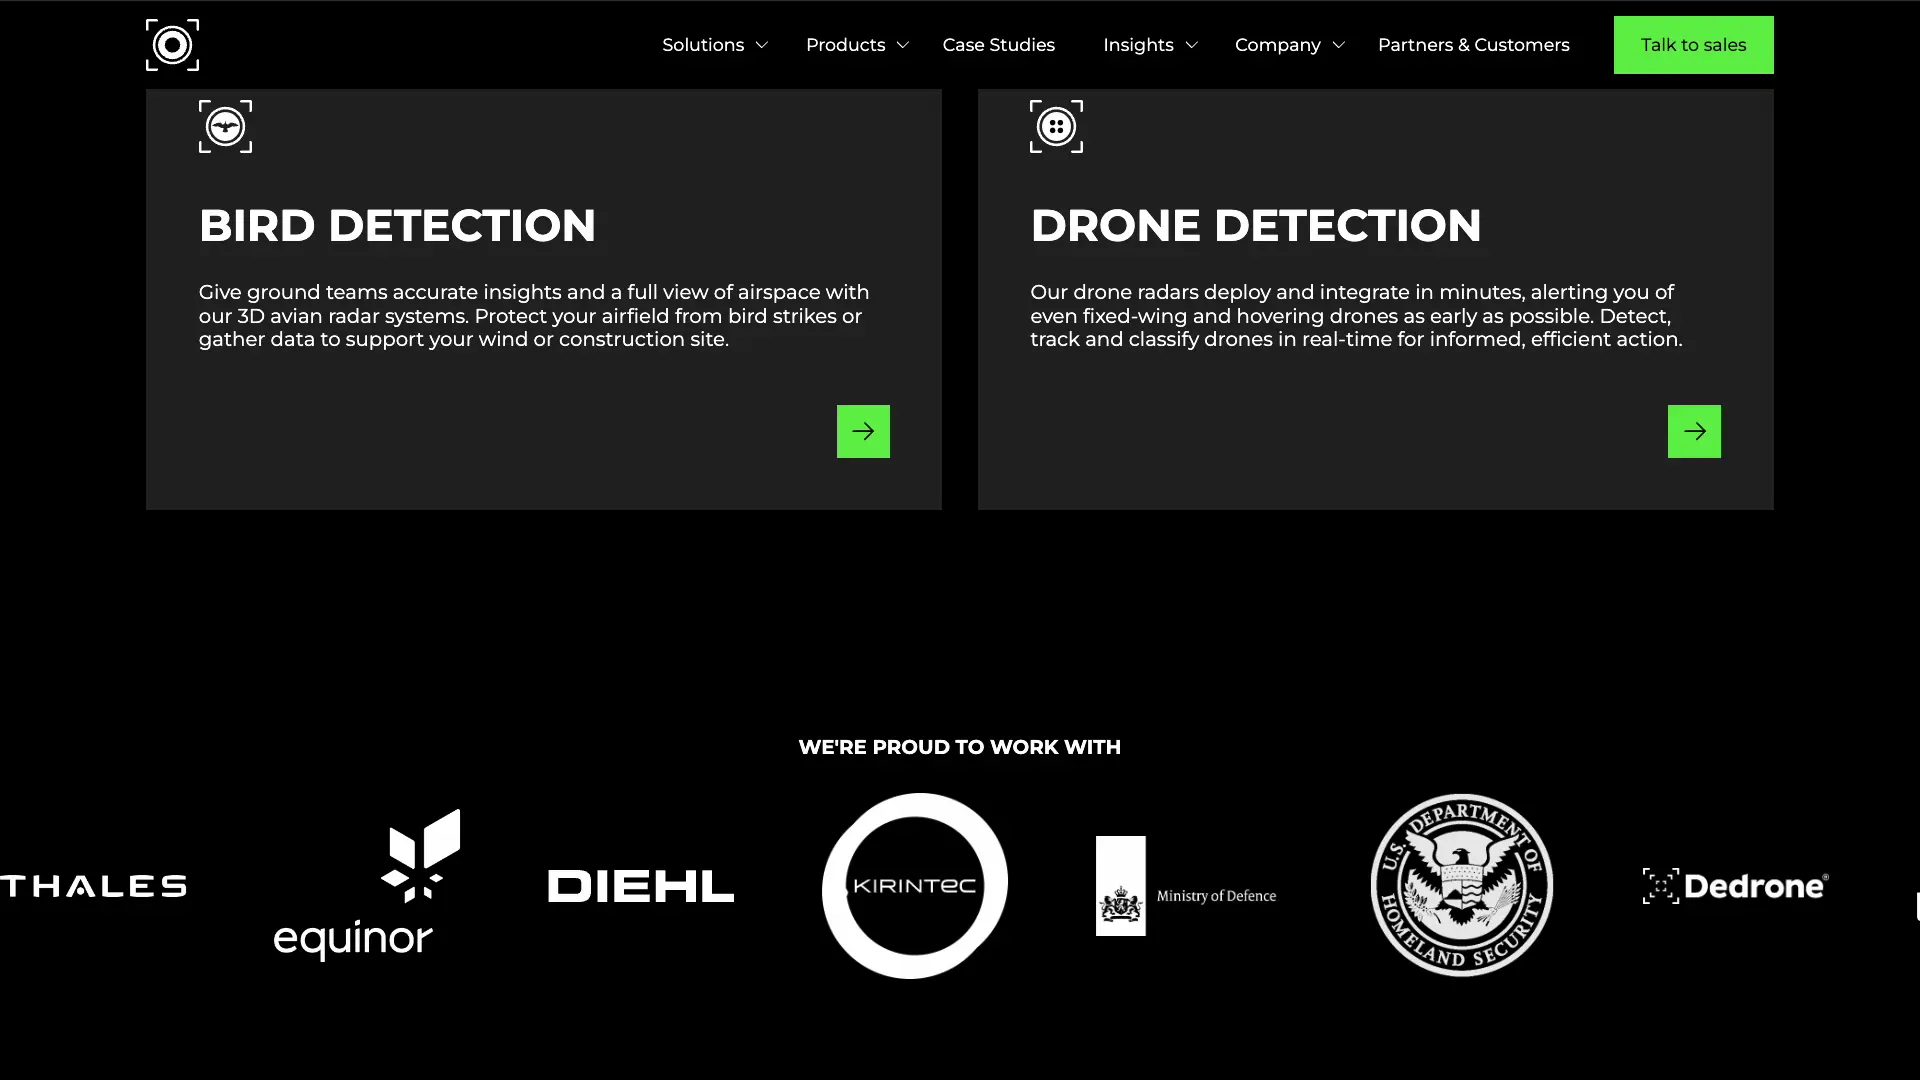 Solutions
Products
Case Studies
Insights
Company
Partners & Customers
Talk to sales
BIRD DETECTION
Give ground teams accurate insights and a full view of airspace with
our 3D avian radar systems. Protect your airfield from bird strikes or
gather data to support your wind or construction site.
DRONE DETECTION
Our drone radars deploy and integrate in minutes, alerting you of
even fixed-wing and hovering drones as early as possible. Detect,
track and classify drones in real-time for informed, efficient action.
WE'RE PROUD TO WORK WITH
THALES
equinor
DIEHL
KIRINTEC
Ministry of Defence
U.S. DEPARTMENT OF
HOMELAND SECURITY
Dedrone®